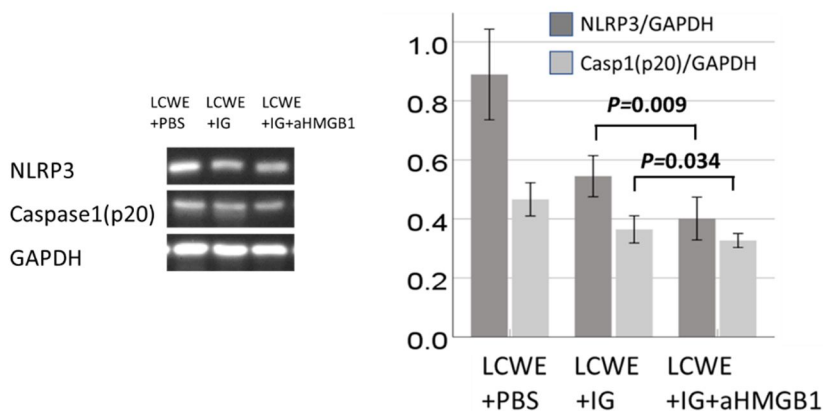 LCWE LCWE LCWE
+PBS +IG +IG+aHMGB1
NLRP3
Caspase1(p20)
GAPDH
NLRP3/GAPDH
Casp1(p20)/GAPDH
1.0
0.8
0.6
0.4
0.2
0.0
P=0.009
P=0.034
LCWE LCWE LCWE
+PBS +IG +IG+aHMGB1